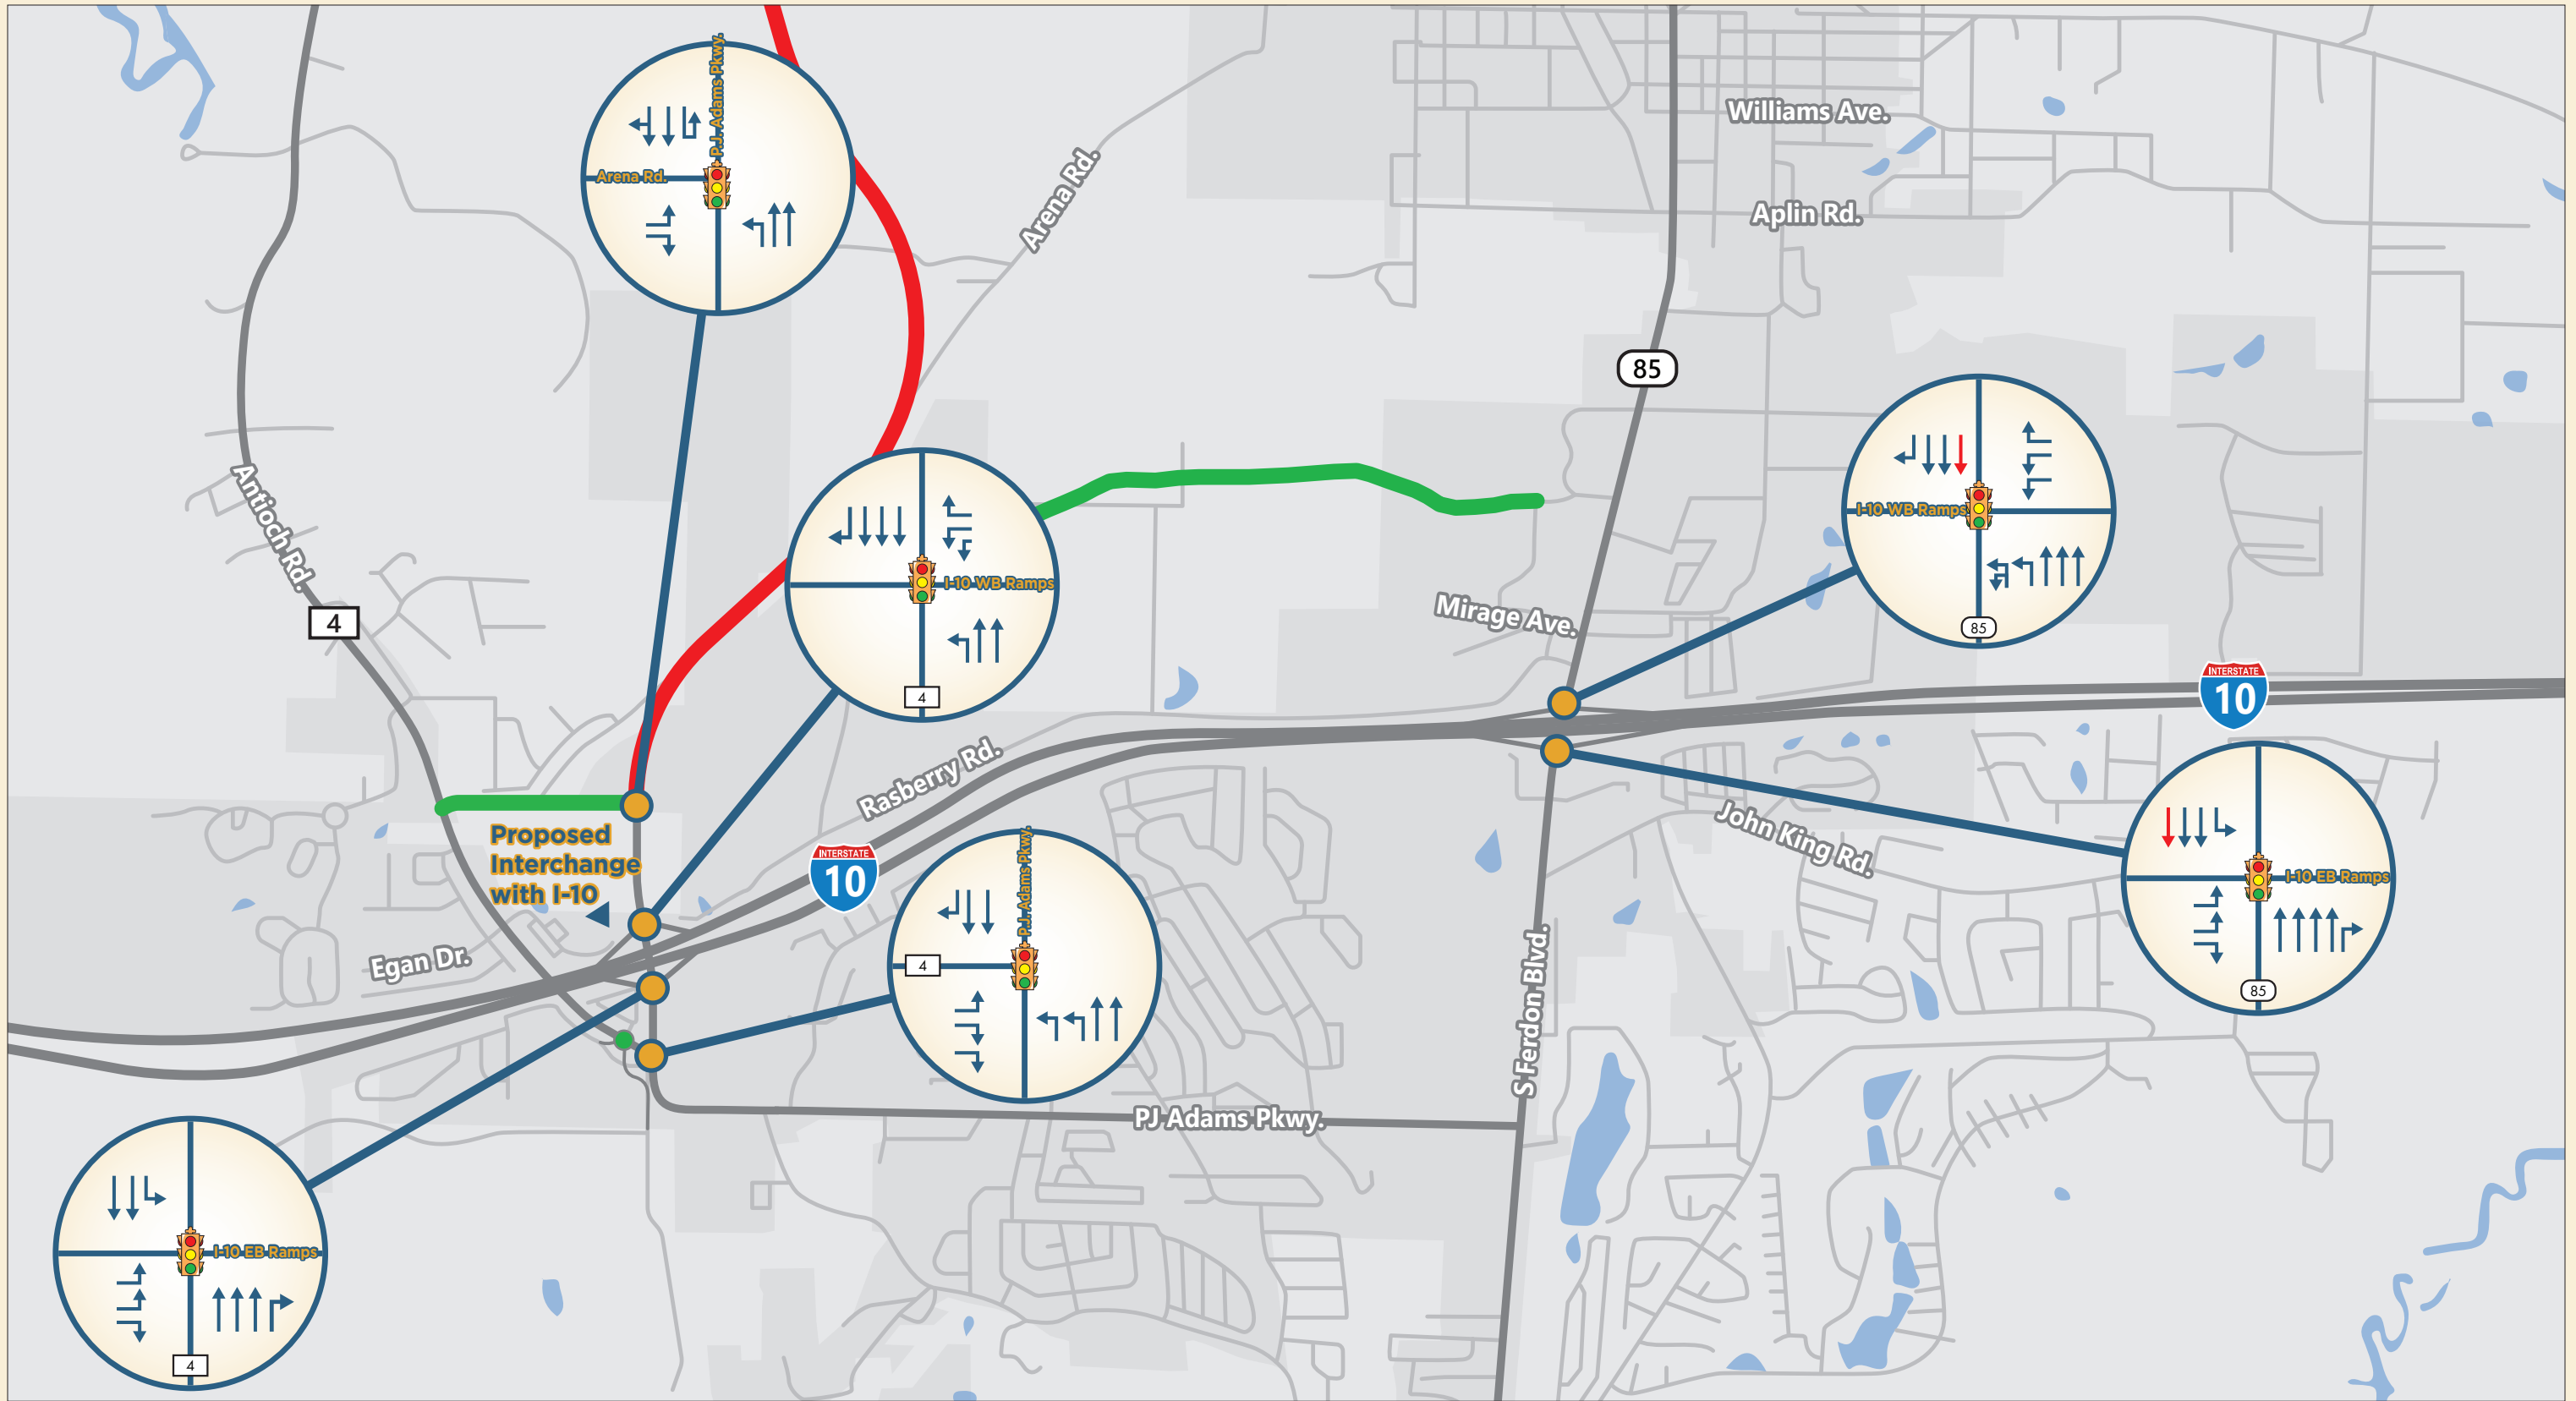 P.J. Adams Pkwy.
Arena Rd.
Arena Rd.
Williams Ave.
Aplin Rd.
85
Antioch Rd.
4
I-10 WB Ramps
4
Mirage Ave.
I-10 WB Ramps
85
INTERSTATE
10
Rasberry Rd.
Proposed
Interchange
with I-10
INTERSTATE
10
John King Rd.
I-10 EB Ramps
85
P.J. Adams Pkwy.
4
Egan Dr.
S Ferdon Blvd.
PJ Adams Pkwy.
I-10 EB Ramps
4